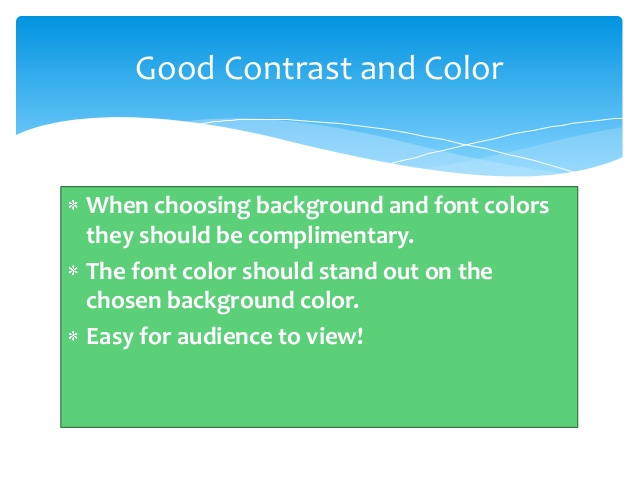 Good Contrast and Color
* When choosing background and font colors
they should be complimentary.
* The font color should stand out on the
chosen background color.
* Easy for audience to view!